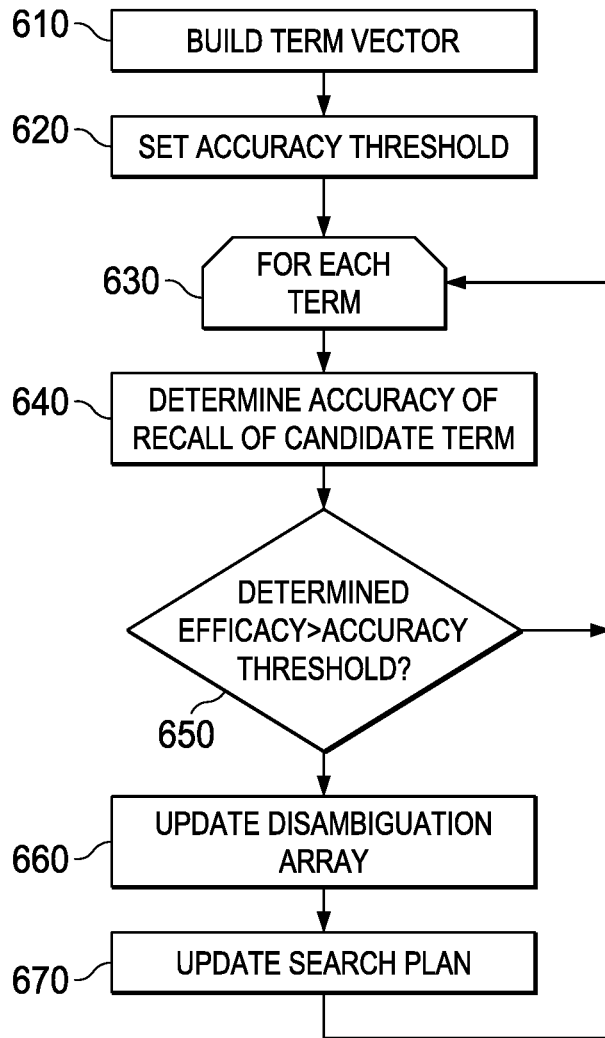 610
BUILD TERM VECTOR
620
SET ACCURACY THRESHOLD
630
FOR EACH
TERM
640
DETERMINE ACCURACY OF
RECALL OF CANDIDATE TERM
DETERMINED
EFFICACY>ACCURACY
THRESHOLD?
650
660
UPDATE DISAMBIGUATION
ARRAY
670
UPDATE SEARCH PLAN